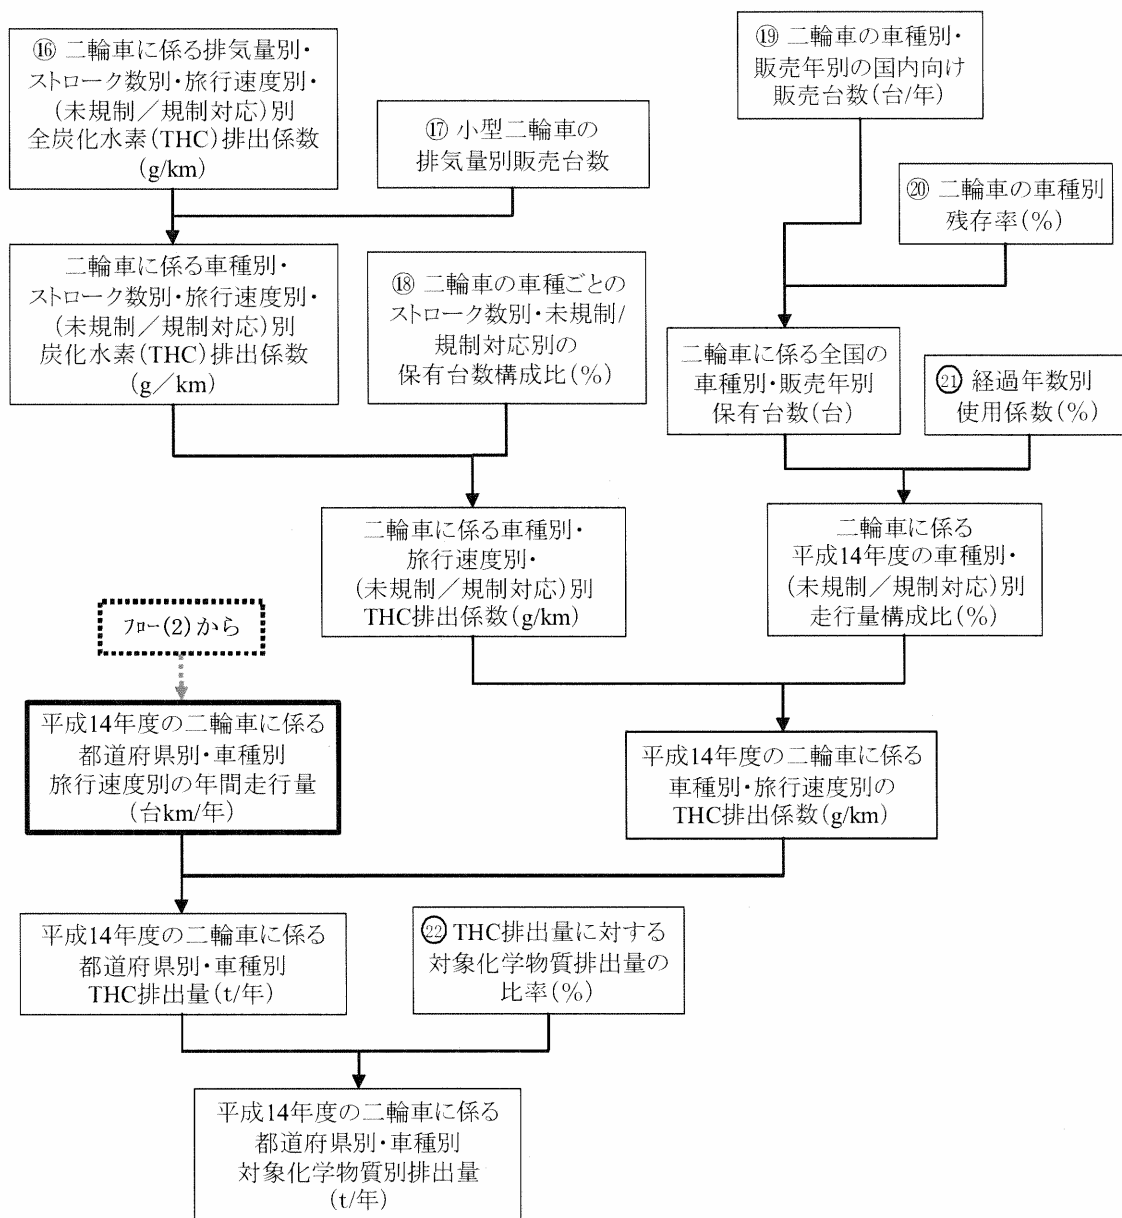 ⑯ 二輪車に係る排気量別・
ストローク数別・旅行速度別・
(未規制／規制対応)別
全炭化水素(THC)排出係数
(g/km)
⑰ 小型二輪車の
排気量別販売台数
⑲ 二輪車の車種別・
販売年別の国内向け
販売台数(台/年)
⑳ 二輪車の車種別
残存率(%)
二輪車に係る車種別・
ストローク数別・旅行速度別・
(未規制／規制対応)別
炭化水素(THC)排出係数
(g／km)
⑱ 二輪車の車種ごとの
ストローク数別・未規制/
規制対応別の
保有台数構成比(%)
二輪車に係る全国の
車種別・販売年別
保有台数(台)
㉑ 経過年数別
使用係数(%)
二輪車に係る車種別・
旅行速度別・
(未規制／規制対応)別
THC排出係数(g/km)
二輪車に係る
平成14年度の車種別・
(未規制／規制対応)別
走行量構成比(%)
フロー(2)から
平成14年度の二輪車に係る
都道府県別・車種別
旅行速度別の年間走行量
(台km/年)
平成14年度の二輪車に係る
車種別・旅行速度別の
THC排出係数(g/km)
平成14年度の二輪車に係る
都道府県別・車種別
THC排出量(t/年)
㉒ THC排出量に対する
対象化学物質排出量の
比率(%)
平成14年度の二輪車に係る
都道府県別・車種別
対象化学物質別排出量
(t/年)